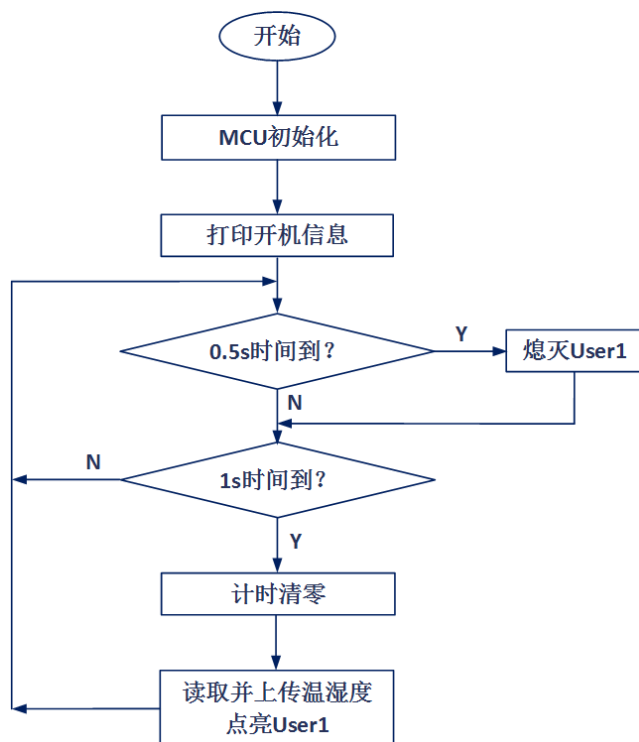 开始
MCU初始化
打印开机信息
0.5s时间到?
Y
熄灭User1
N
1s时间到?
N
Y
计时清零
读取并上传温湿度
点亮User1